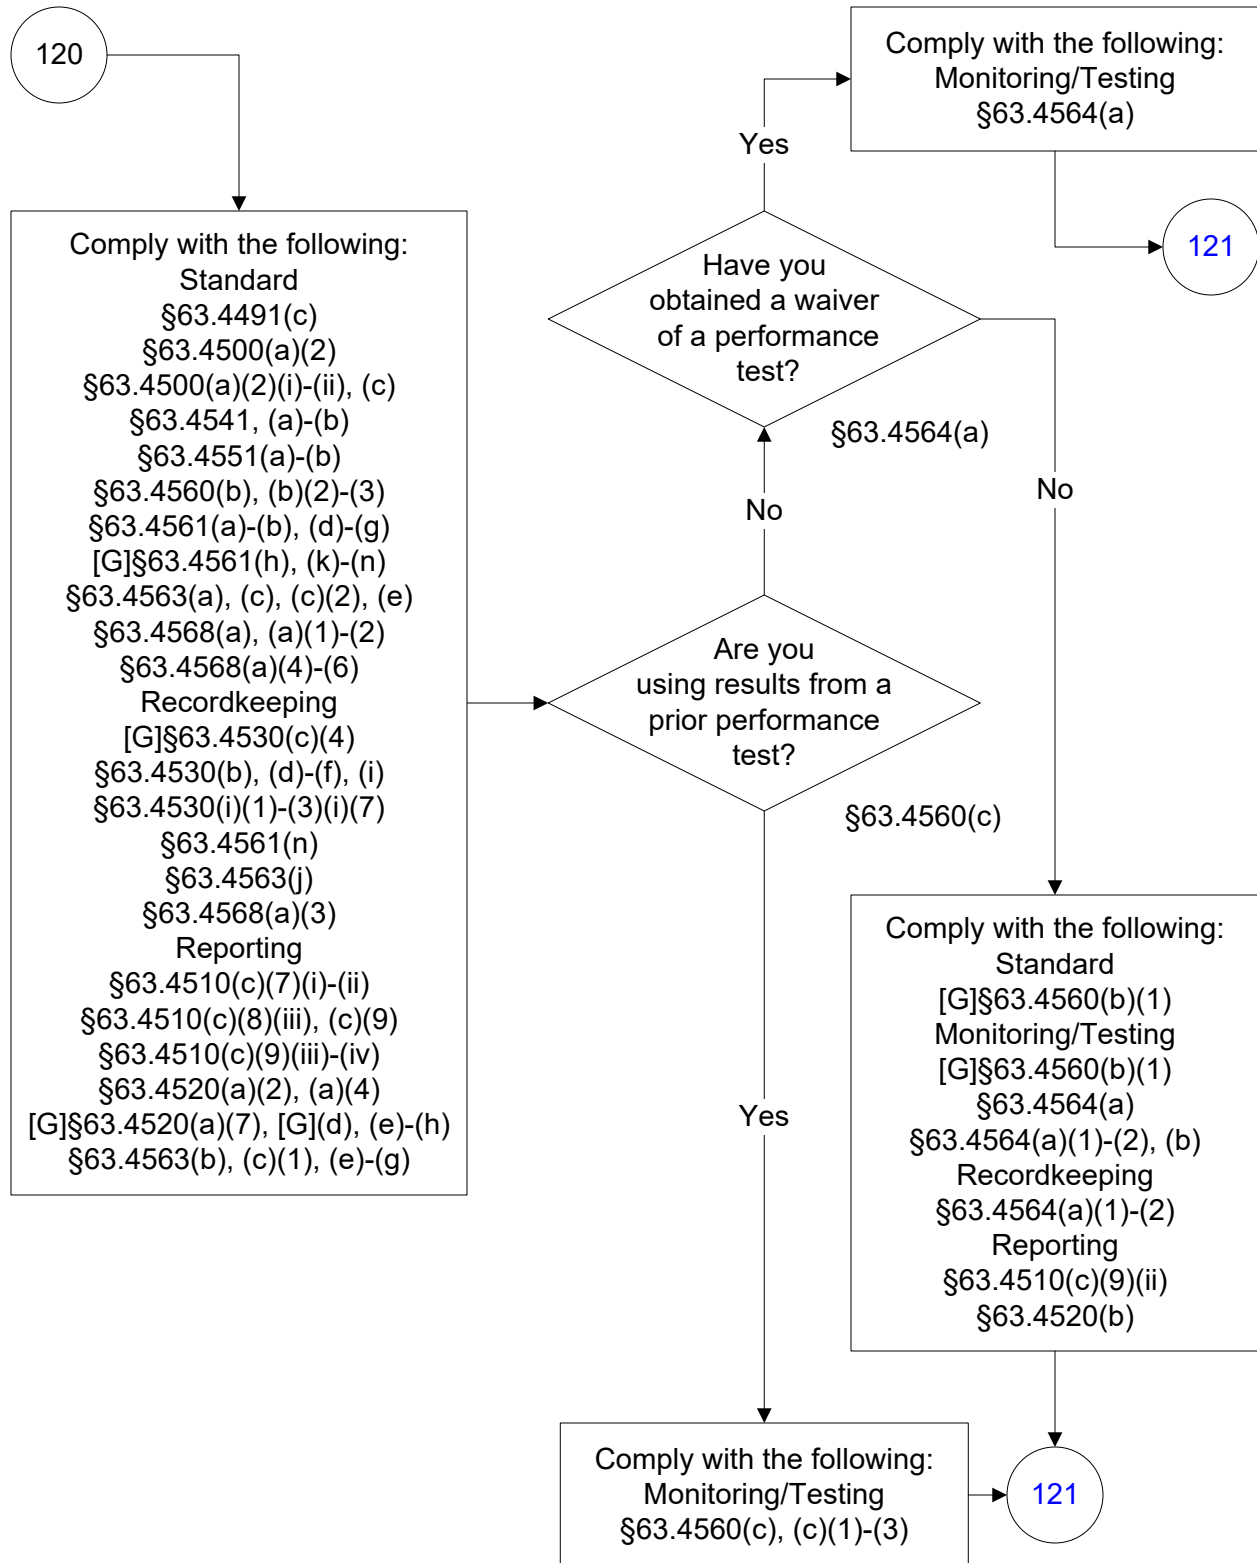 120
Comply with the following:
Standard
§63.4491(c)
§63.4500(a)(2)
§63.4500(a)(2)(i)-(ii), (c)
§63.4541, (a)-(b)
§63.4551(a)-(b)
§63.4560(b), (b)(2)-(3)
§63.4561(a)-(b), (d)-(g)
[G]§63.4561(h), (k)-(n)
§63.4563(a), (c), (c)(2), (e)
§63.4568(a), (a)(1)-(2)
§63.4568(a)(4)-(6)
Recordkeeping
[G]§63.4530(c)(4)
§63.4530(b), (d)-(f), (i)
§63.4530(i)(1)-(3)(i)(7)
§63.4561(n)
§63.4563(j)
§63.4568(a)(3)
Reporting
§63.4510(c)(7)(i)-(ii)
§63.4510(c)(8)(iii), (c)(9)
§63.4510(c)(9)(iii)-(iv)
§63.4520(a)(2), (a)(4)
[G]§63.4520(a)(7), [G](d), (e)-(h)
§63.4563(b), (c)(1), (e)-(g)
Are you
using results from a
prior performance
test?
§63.4560(c)
No
Have you
obtained a waiver
of a performance
test?
§63.4564(a)
Yes
Comply with the following:
Monitoring/Testing
§63.4564(a)
121
No
Comply with the following:
Standard
[G]§63.4560(b)(1)
Monitoring/Testing
[G]§63.4560(b)(1)
§63.4564(a)
§63.4564(a)(1)-(2), (b)
Recordkeeping
§63.4564(a)(1)-(2)
Reporting
§63.4510(c)(9)(ii)
§63.4520(b)
Yes
Comply with the following:
Monitoring/Testing
§63.4560(c), (c)(1)-(3)
121